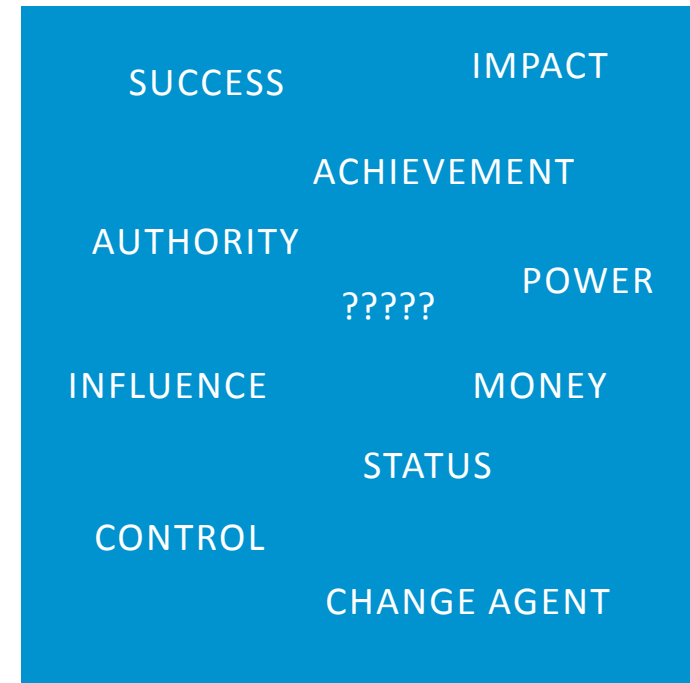 IMPACT
SUCCESS
ACHIEVEMENT
AUTHORITY
POWER
?????
INFLUENCE
MONEY
STATUS
CONTROL
CHANGE AGENT